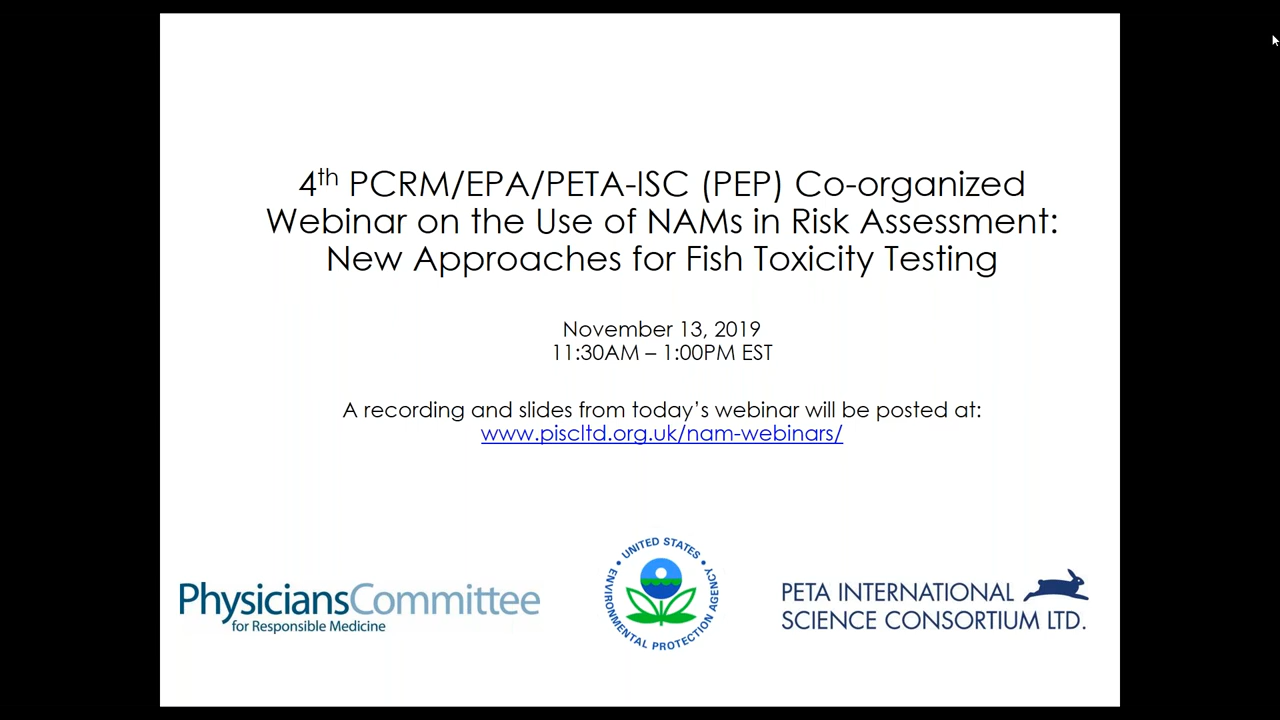 4th PCRM/EPA/PETA-ISC (PEP) Co-organized
Webinar on the Use of NAMs in Risk Assessment:
New Approaches for Fish Toxicity Testing
November 13, 2019
11:30AM – 1:00PM EST
A recording and slides from today’s webinar will be posted at:
www.piscltd.org.uk/nam-webinars/
PhysiciansCommittee
for Responsible Medicine
UNITED STATES
ENVIRONMENTAL PROTECTION AGENCY
PETA INTERNATIONAL
SCIENCE CONSORTIUM LTD.